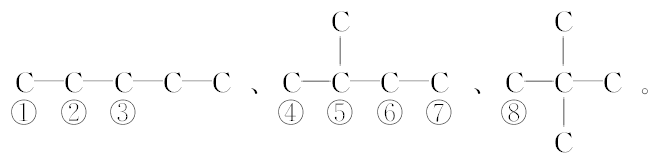 C C
C—C—C—C—C 、 C—C—C—C 、 C—C—C 。
① ② ③ ④ ⑤ ⑥ ⑦ ⑧
C